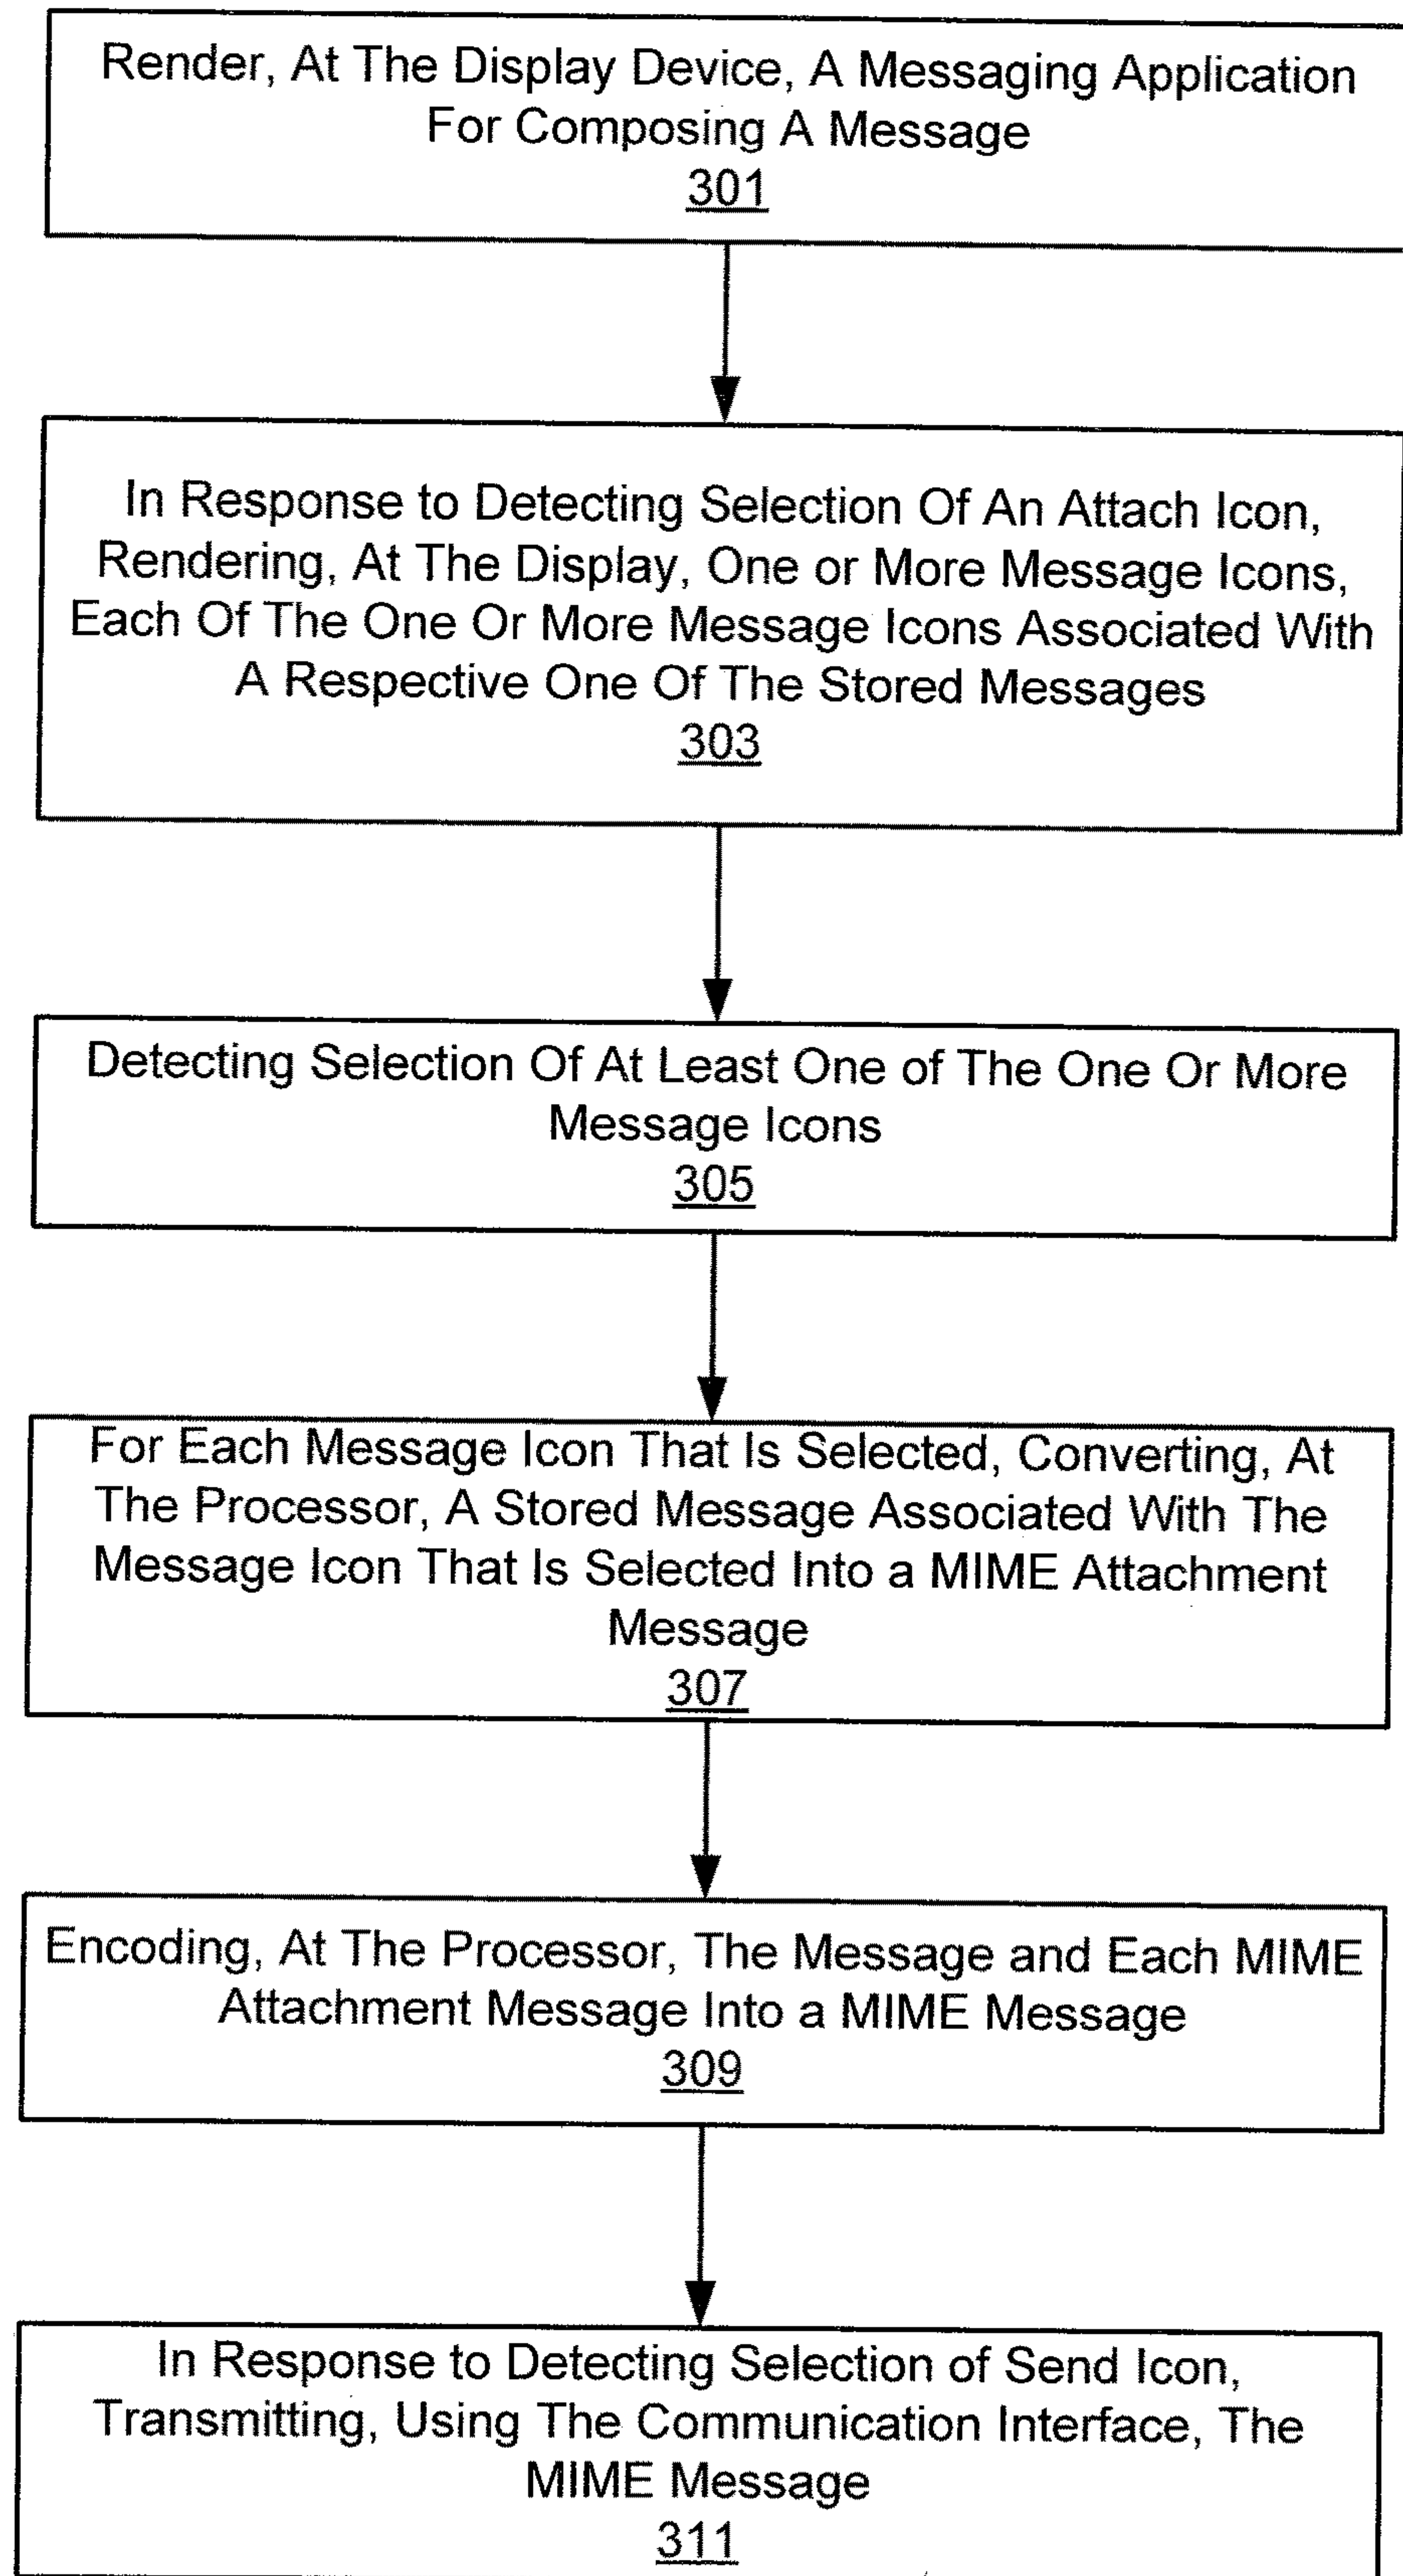 Render, At The Display Device, A Messaging Application
For Composing A Message
301
In Response to Detecting Selection Of An Attach Icon,
Rendering, At The Display, One or More Message Icons,
Each Of The One Or More Message Icons Associated With
A Respective One Of The Stored Messages
303
Detecting Selection Of At Least One of The One Or More
Message Icons
305
For Each Message Icon That Is Selected, Converting, At
The Processor, A Stored Message Associated With The
Message Icon That Is Selected Into a MIME Attachment
Message
307
Encoding, At The Processor, The Message and Each MIME
Attachment Message Into a MIME Message
309
In Response to Detecting Selection of Send Icon,
Transmitting, Using The Communication Interface, The
MIME Message
311